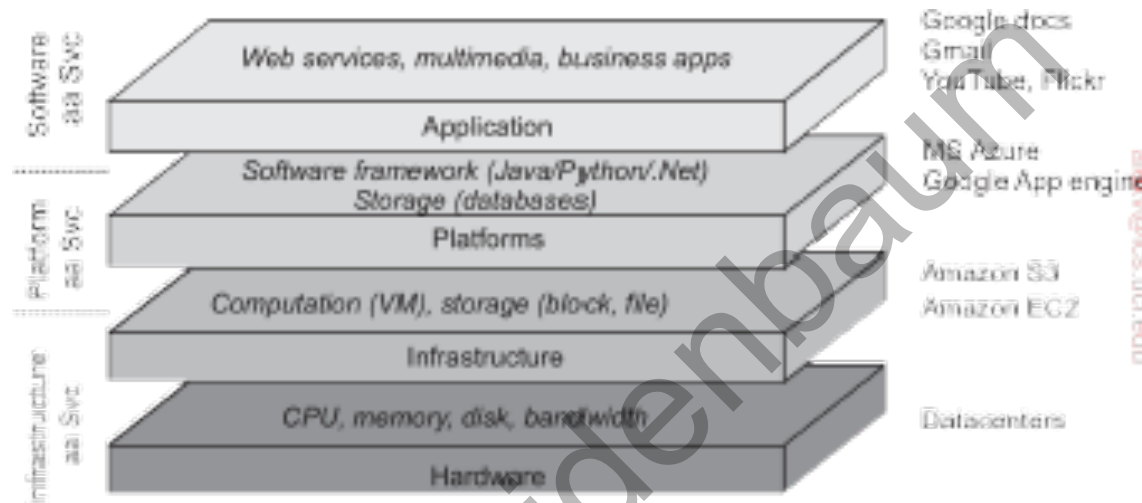 Software
aa Svc
Web services, multimedia, business apps
Application
Google docs
Gmail
YouTube, Flickr
Platform
aa Svc
Software framework (Java/Python/.Net)
Storage (databases)
Platforms
MS Azure
Google App engine
Computation (VM), storage (block, file)
Infrastructure
Amazon S3
Amazon EC2
Infrastructure
aa Svc
CPU, memory, disk, bandwidth
Hardware
Datacenters
idenbaum